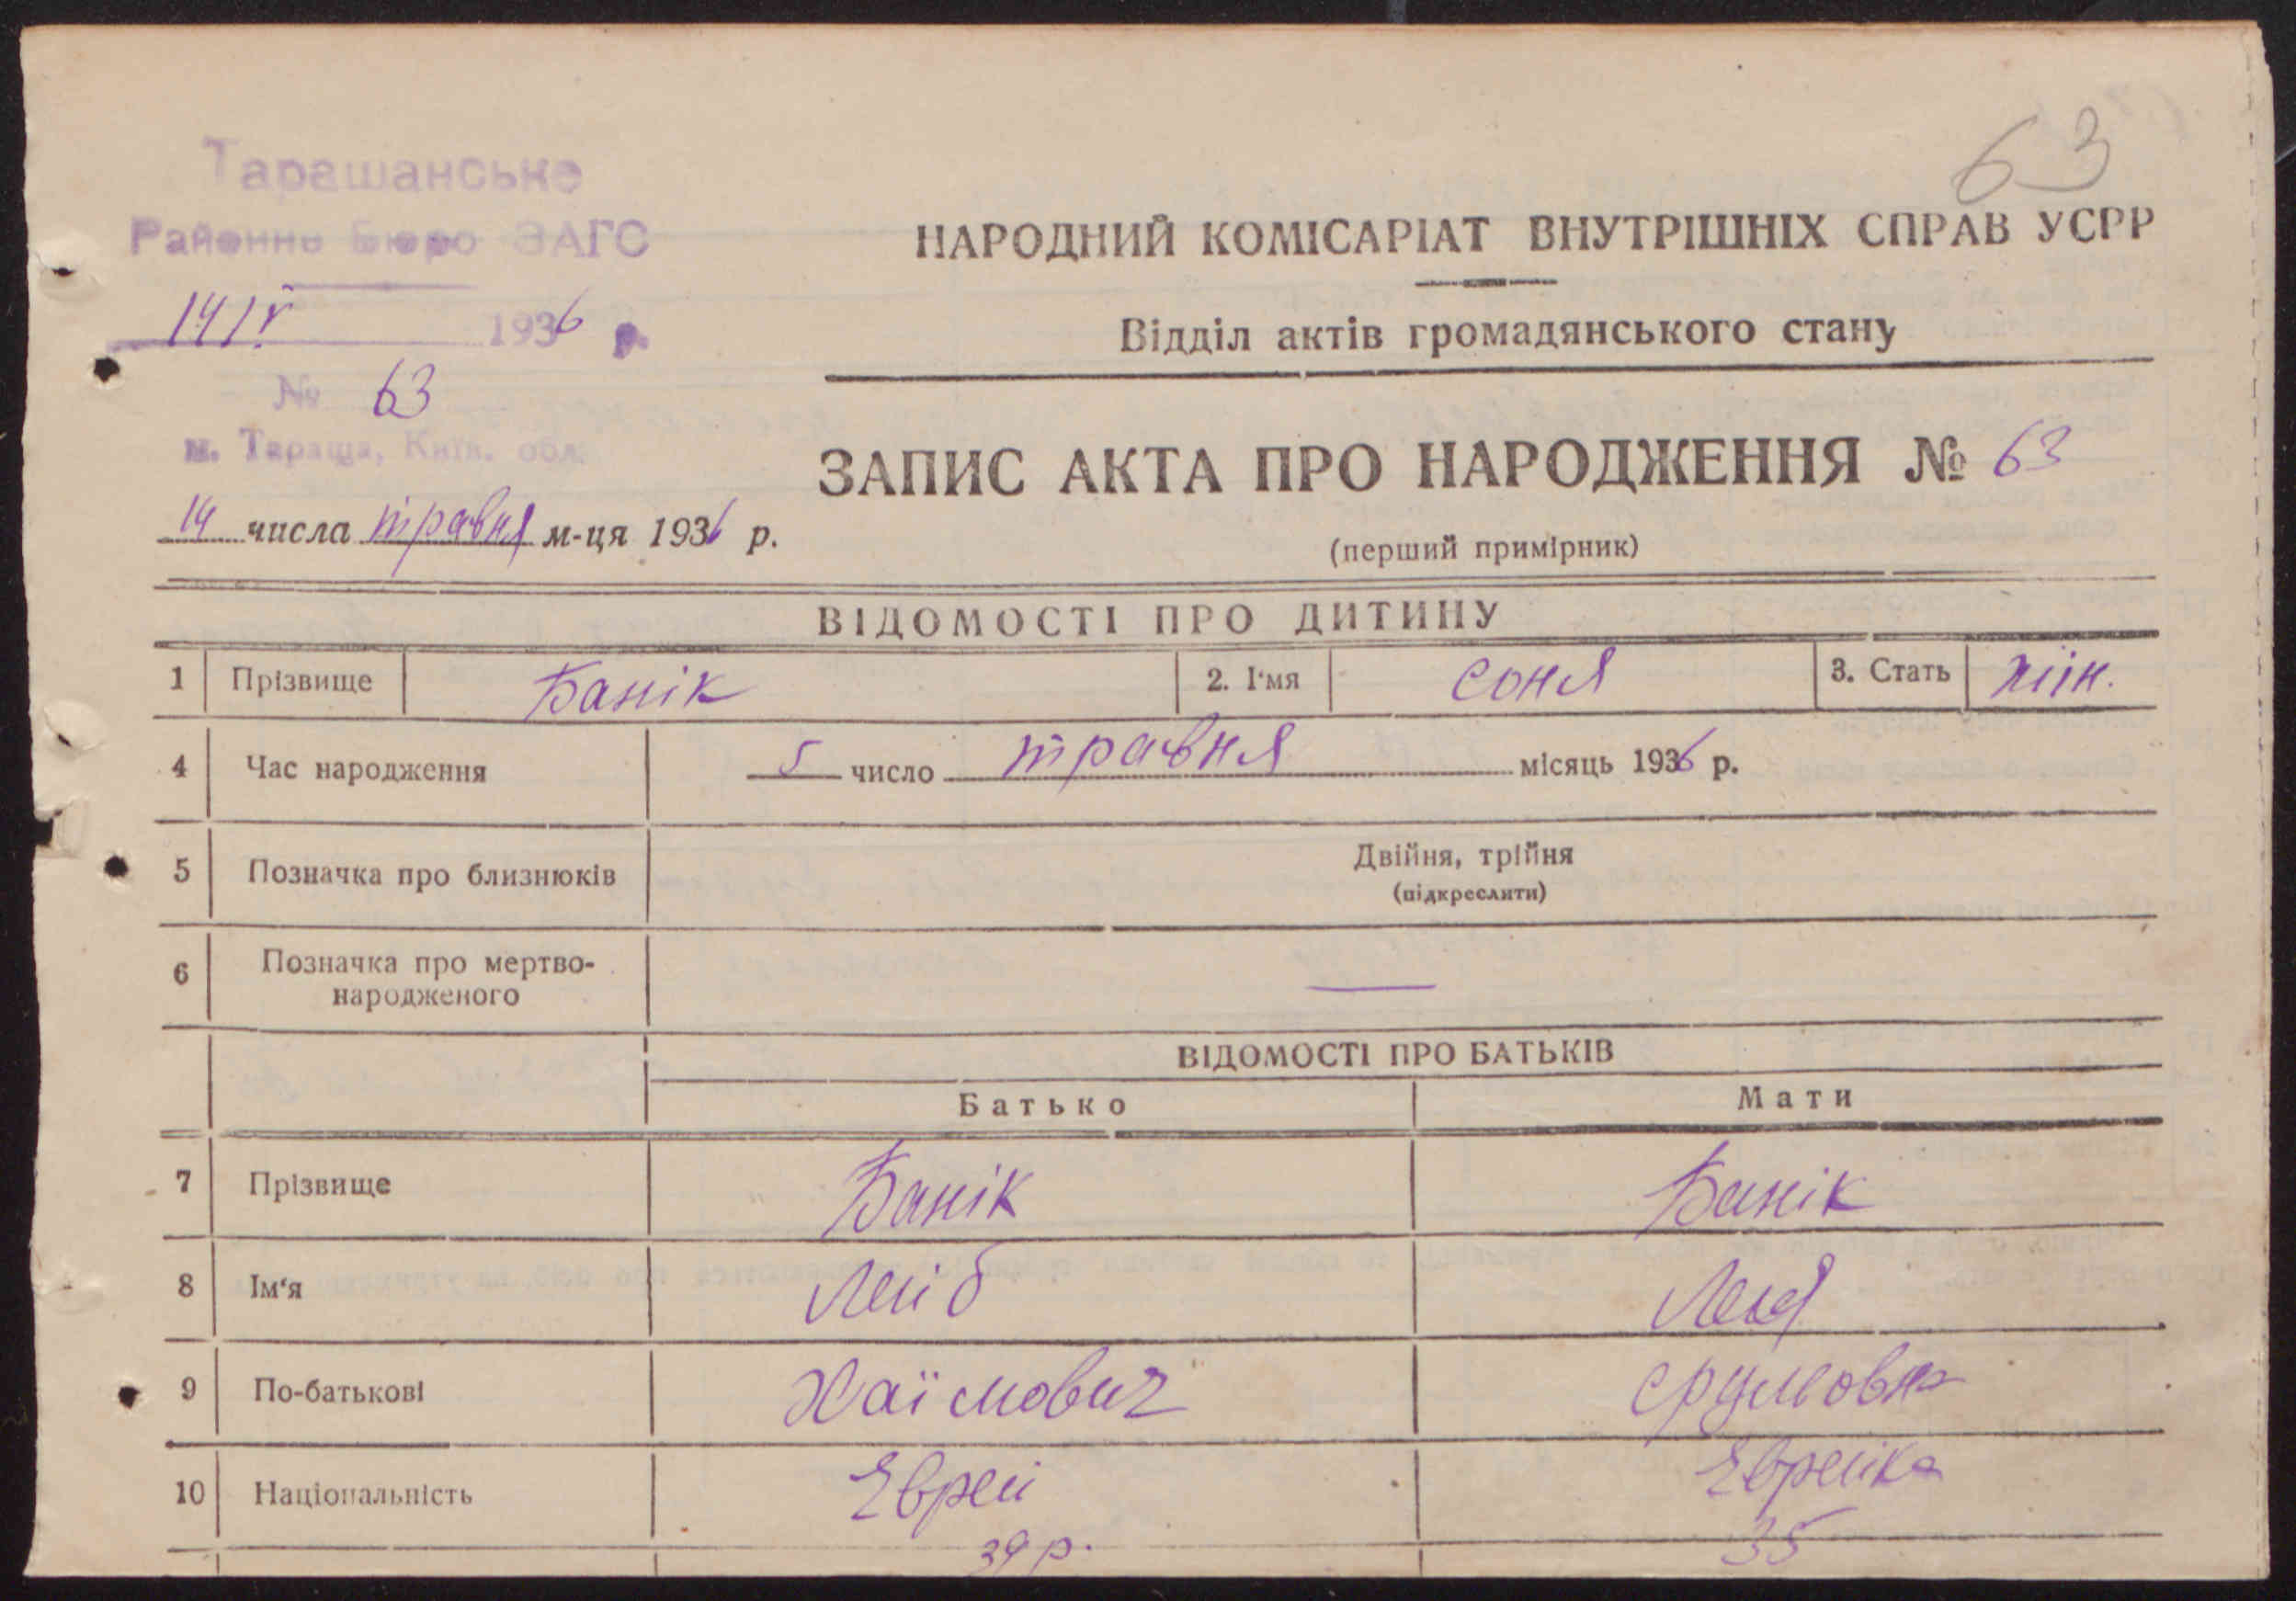 63
Тарашанське
Районне Бюро ЗАГС
14/V 1936 р.
№ 63
м. Тараща, Київ. обл.
НАРОДНИЙ КОМІСАРІАТ ВНУТРІШНІХ СПРАВ УСРР
Відділ актів громадянського стану
ЗАПИС АКТА ПРО НАРОДЖЕННЯ № 63
14 числа травня м-ця 1936 р.
(перший примірник)
ВІДОМОСТІ ПРО ДИТИНУ
1 Прізвище Банік 2. І'мя Соня 3. Стать жін.
4 Час народження 5 число травня місяць 1936 р.
5 Позначка про близнюків Двійня, трійня
(підкреслити)
6 Позначка про мертво-
народженого —
ВІДОМОСТІ ПРО БАТЬКІВ
Батько Мати
7 Прізвище Банік Банік
8 Ім'я Лейб Лея
9 По-батькові Хаїмович Срулеовна
10 Національність Еврей Еврейка
39 р. 35